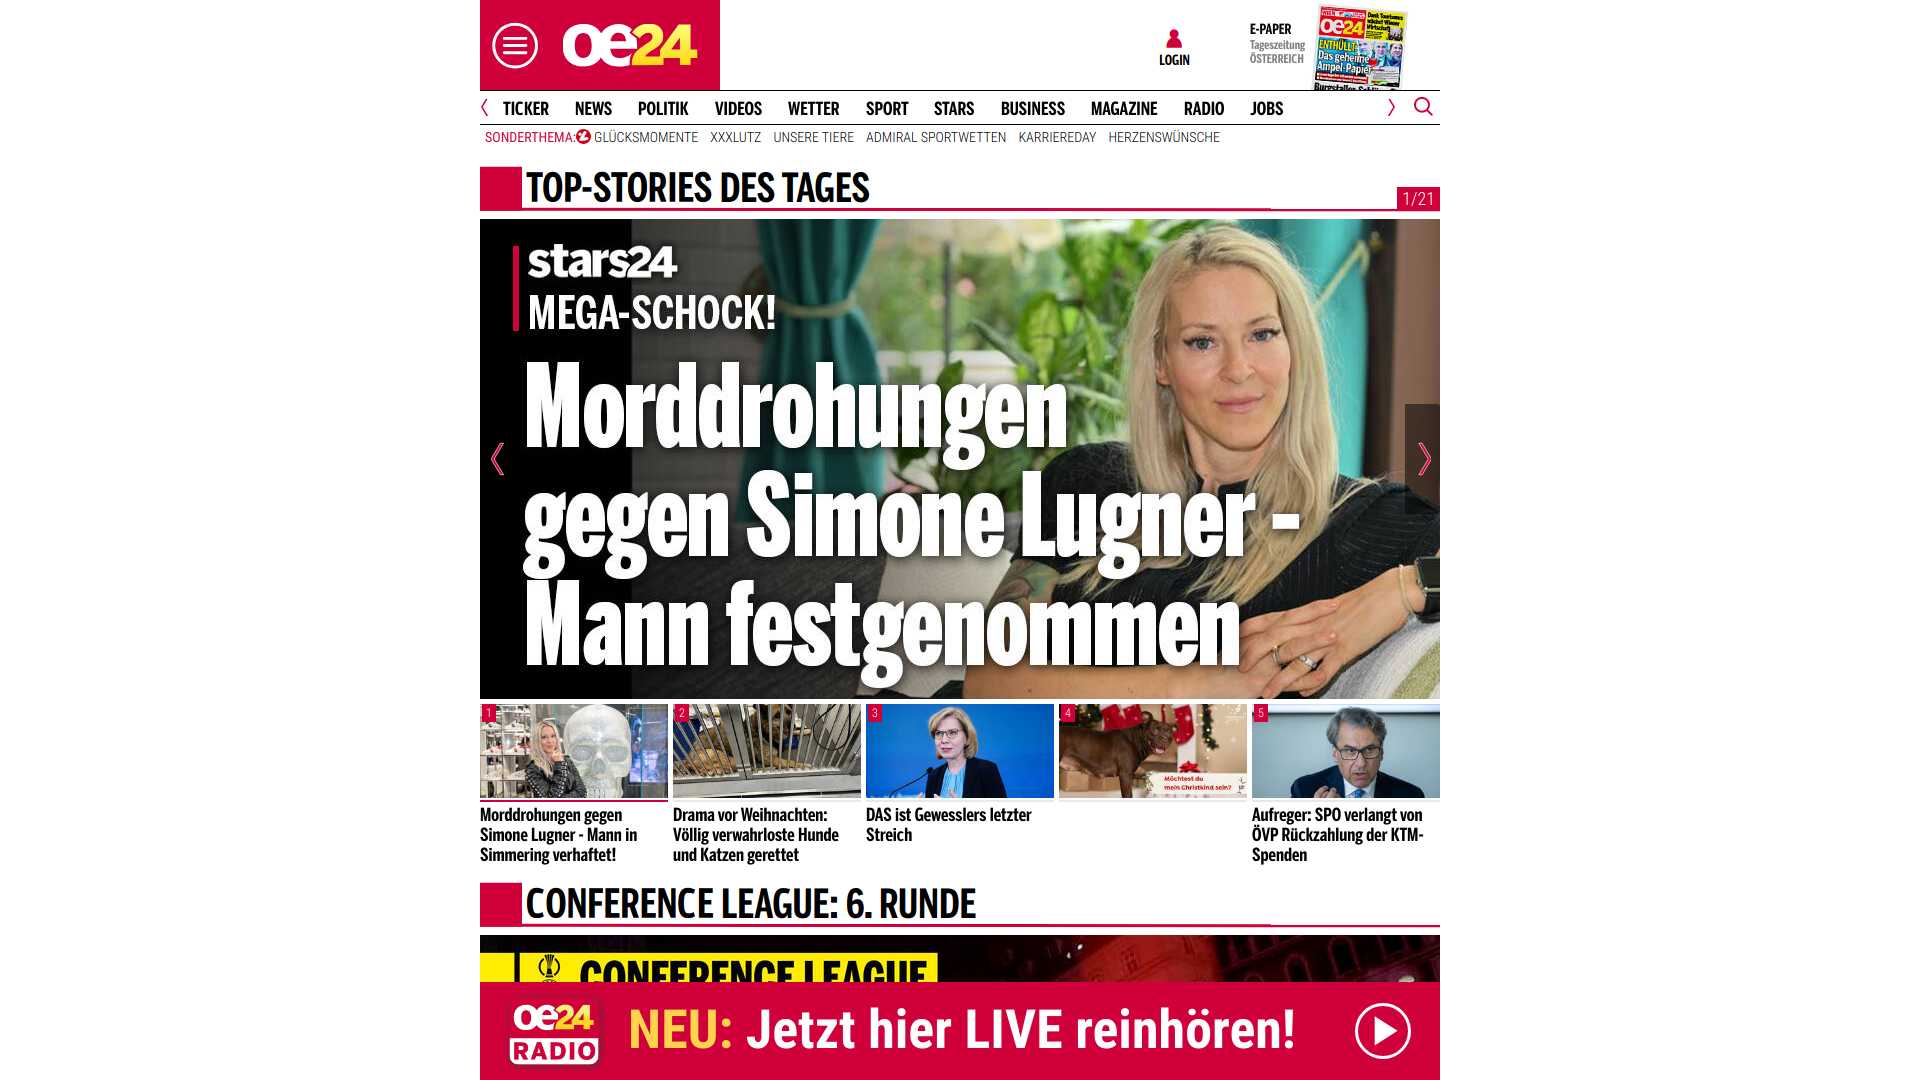 oe24
LOGIN
E-PAPER
Tageszeitung
ÖSTERREICH
oe24
ENTHÜLLT
Das geheime
Ampel-Papier
TICKER NEWS POLITIK VIDEOS WETTER SPORT STARS BUSINESS MAGAZINE RADIO JOBS
SONDERTHEMA: GLÜCKSMOMENTE XXXLUTZ UNSERE TIERE ADMIRAL SPORTWETTEN KARRIEREDAY HERZENSWÜNSCHE
TOP-STORIES DES TAGES
1/21
stars24
MEGA-SCHOCK!
Morddrohungen
gegen Simone Lugner -
Mann festgenommen
1
Morddrohungen gegen
Simone Lugner - Mann in
Simmering verhaftet!
2
Drama vor Weihnachten:
Völlig verwahrloste Hunde
und Katzen gerettet
3
DAS ist Gewesslers letzter
Streich
4
Möchtest du
mein Christkind sein?
5
Aufreger: SPÖ verlangt von
ÖVP Rückzahlung der KTM-
Spenden
CONFERENCE LEAGUE: 6. RUNDE
CONFERENCE LEAGUE
oe24
RADIO
NEU: Jetzt hier LIVE reinhören!